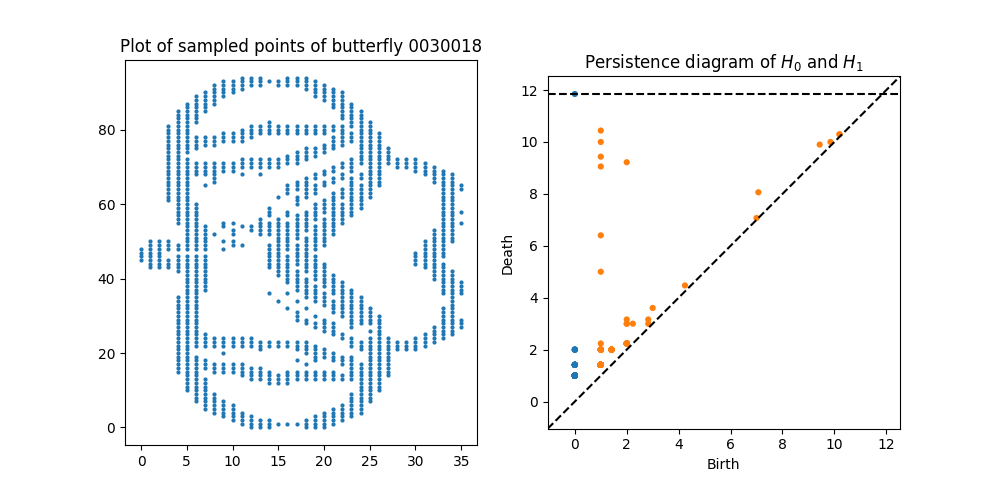 Plot of sampled points of butterfly 0030018
80
60
40
20
0
0 5 10 15 20 25 30 35
Persistence diagram of $H_0$ and $H_1$
Death
12
10
8
6
4
2
0
0 2 4 6 8 10 12
Birth